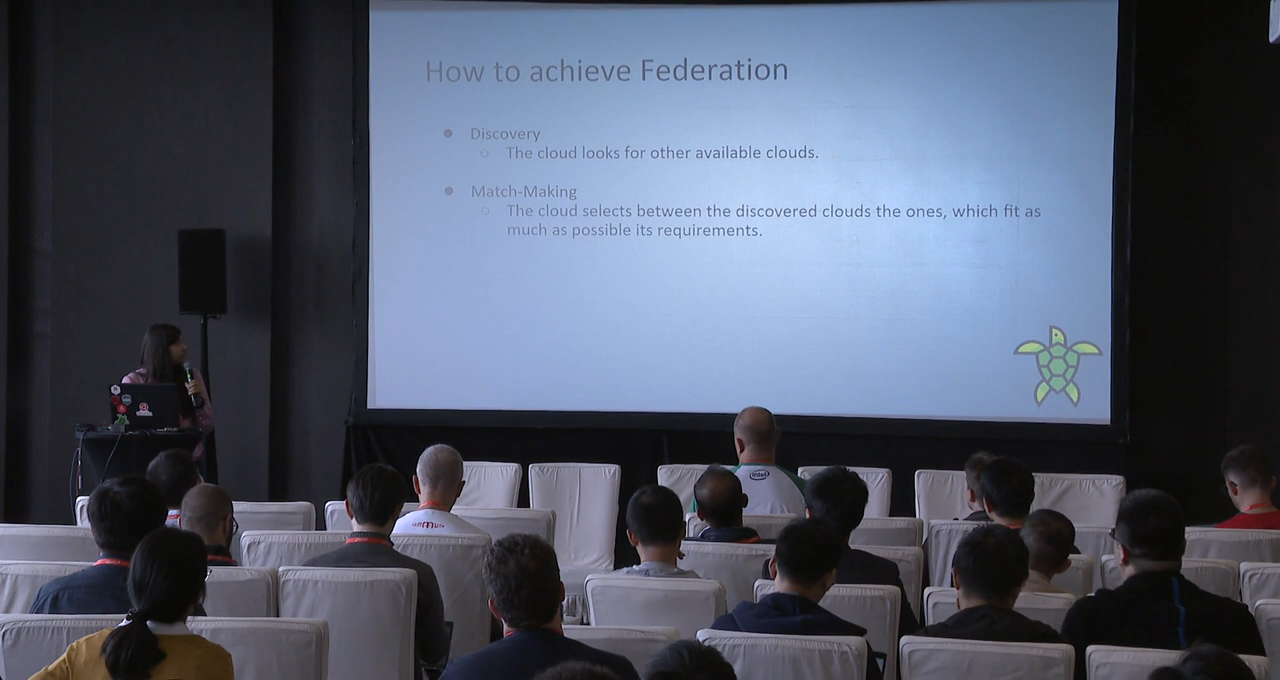 How to achieve Federation
● Discovery
○ The cloud looks for other available clouds.
● Match-Making
○ The cloud selects between the discovered clouds the ones, which fit as
much as possible its requirements.
intel